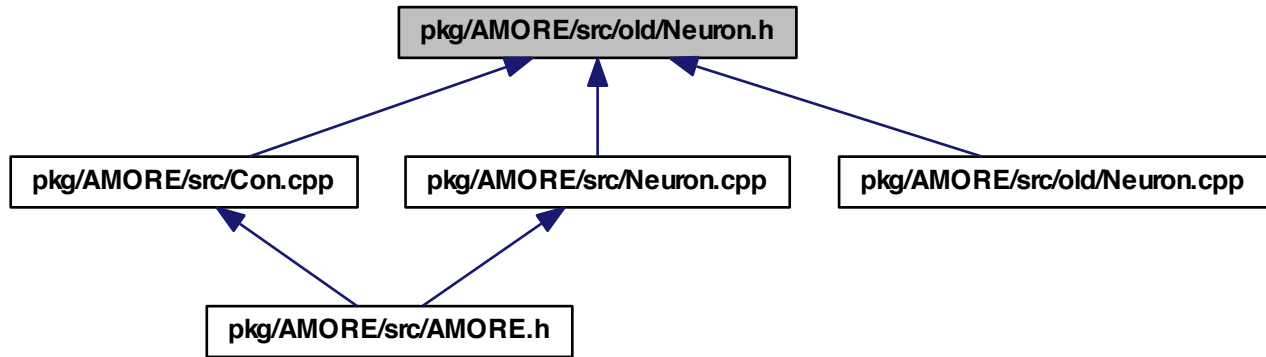 pkg/AMORE/src/old/Neuron.h
pkg/AMORE/src/Con.cpp
pkg/AMORE/src/Neuron.cpp
pkg/AMORE/src/old/Neuron.cpp
pkg/AMORE/src/AMORE.h